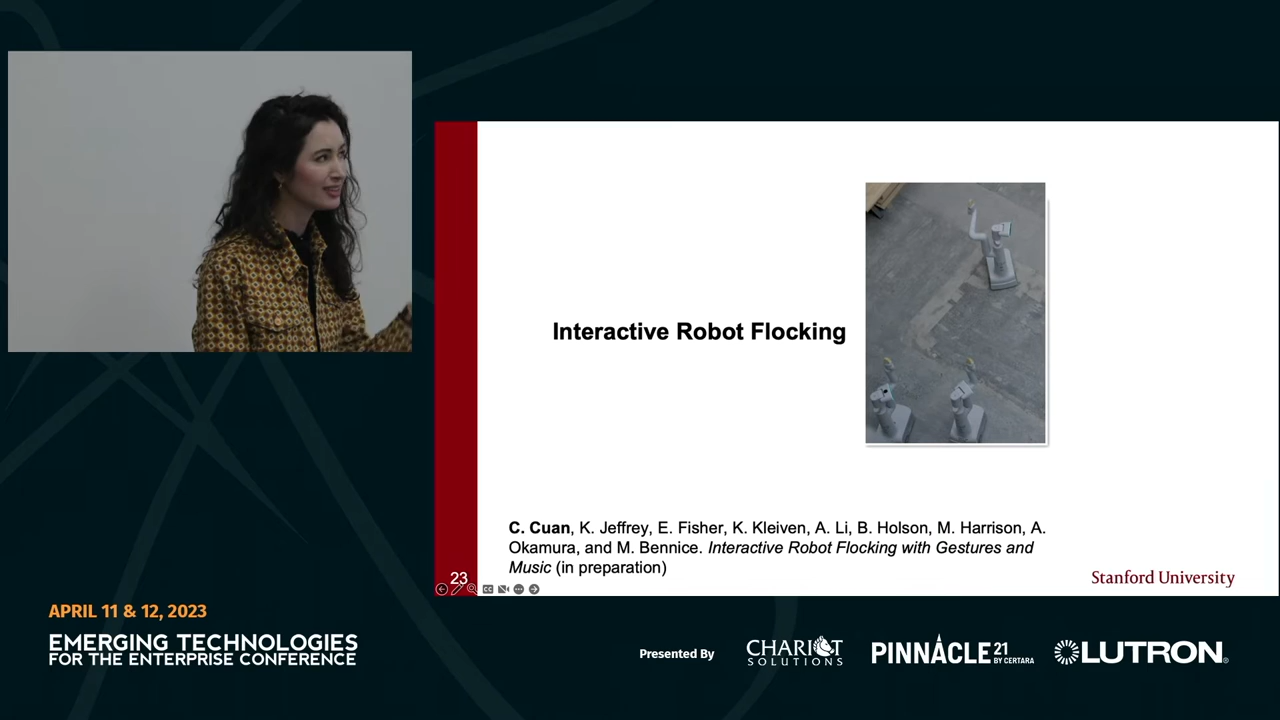 Interactive Robot Flocking
C. Cuan, K. Jeffrey, E. Fisher, K. Kleiven, A. Li, B. Holson, M. Harrison, A.
Okamura, and M. Bennice. Interactive Robot Flocking with Gestures and
Music (in preparation)
23
Stanford University
APRIL 11 & 12, 2023
EMERGING TECHNOLOGIES
FOR THE ENTERPRISE CONFERENCE
Presented By
CHARIOT
SOLUTIONS
PINNACLE 21
BY CERTARA
LUTRON